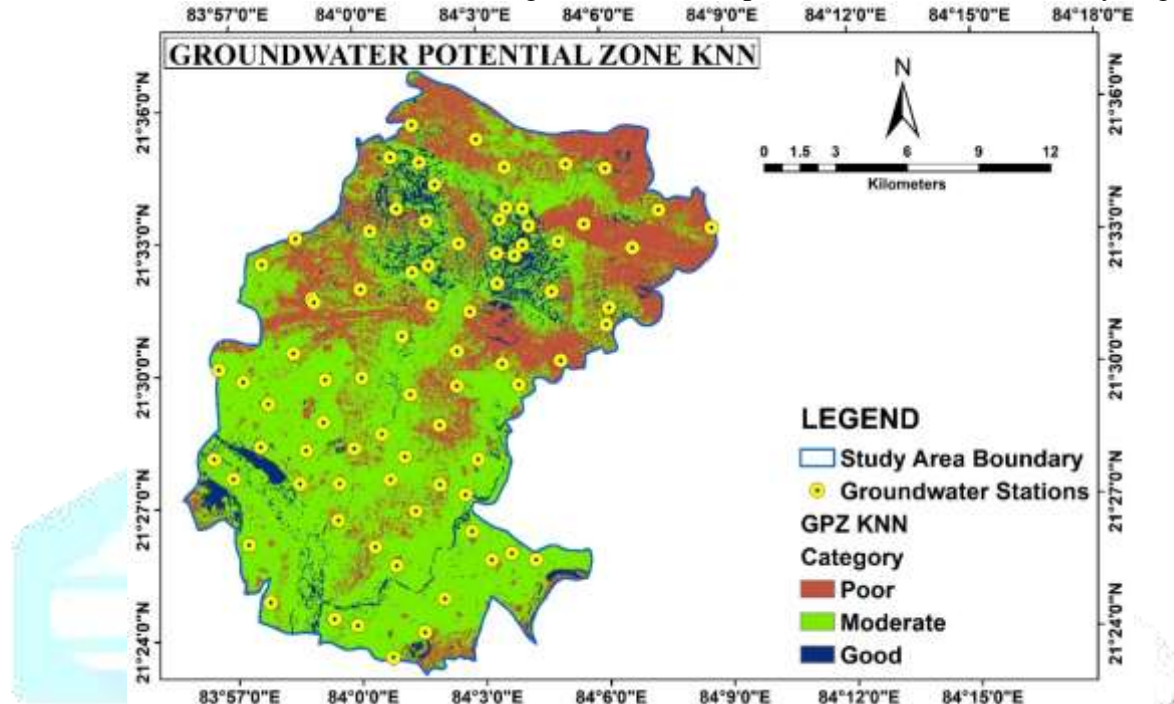 83°57'0"E 84°0'0"E 84°3'0"E 84°6'0"E 84°9'0"E 84°12'0"E 84°15'0"E 84°18'0"E
GROUNDWATER POTENTIAL ZONE KNN
N
0 1.5 3 6 9 12
Kilometers
21°36'0"N 21°33'0"N 21°30'0"N 21°27'0"N 21°24'0"N
21°36'0"N 21°33'0"N 21°30'0"N 21°27'0"N 21°24'0"N
LEGEND
Study Area Boundary
Groundwater Stations
GPZ KNN
Category
Poor
Moderate
Good
83°57'0"E 84°0'0"E 84°3'0"E 84°6'0"E 84°9'0"E 84°12'0"E 84°15'0"E